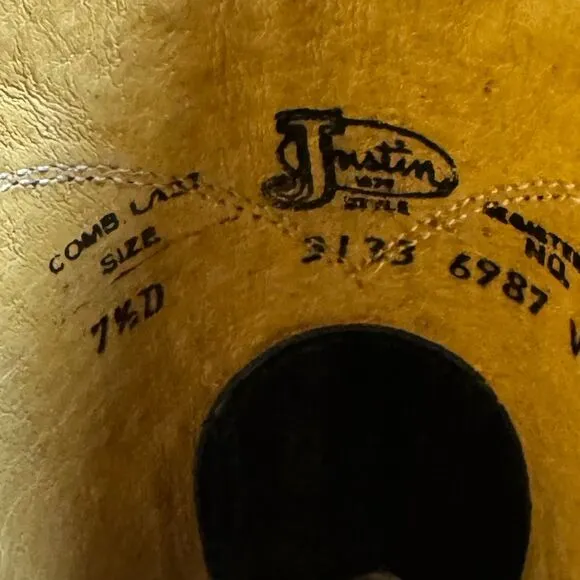 Justin
STYLE
COMB. LAST
SIZE
7½D
3133 6987
NO.